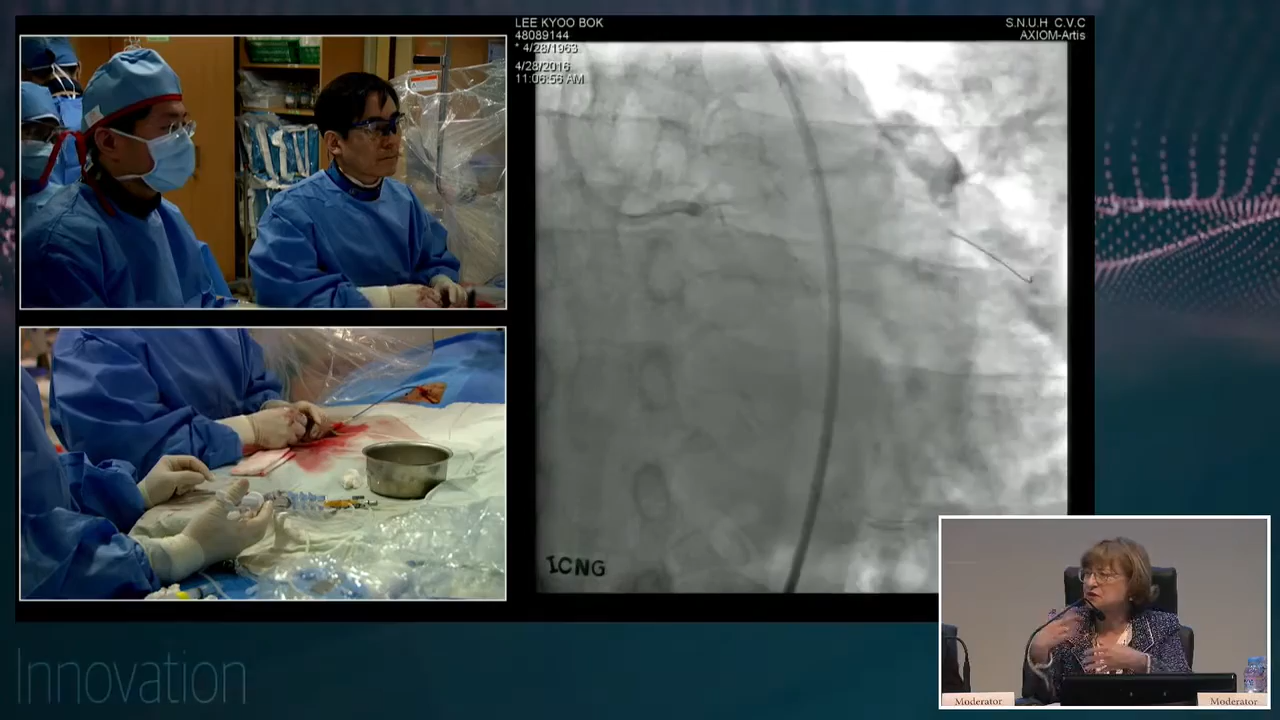 LEE KYOO BOK
48089144
* 4/28/1963
4/28/2016
11:06:56 AM
S.N.U.H C.V.C
AXIOM-Artis
ICNG
Innovation
Moderator
Moderator